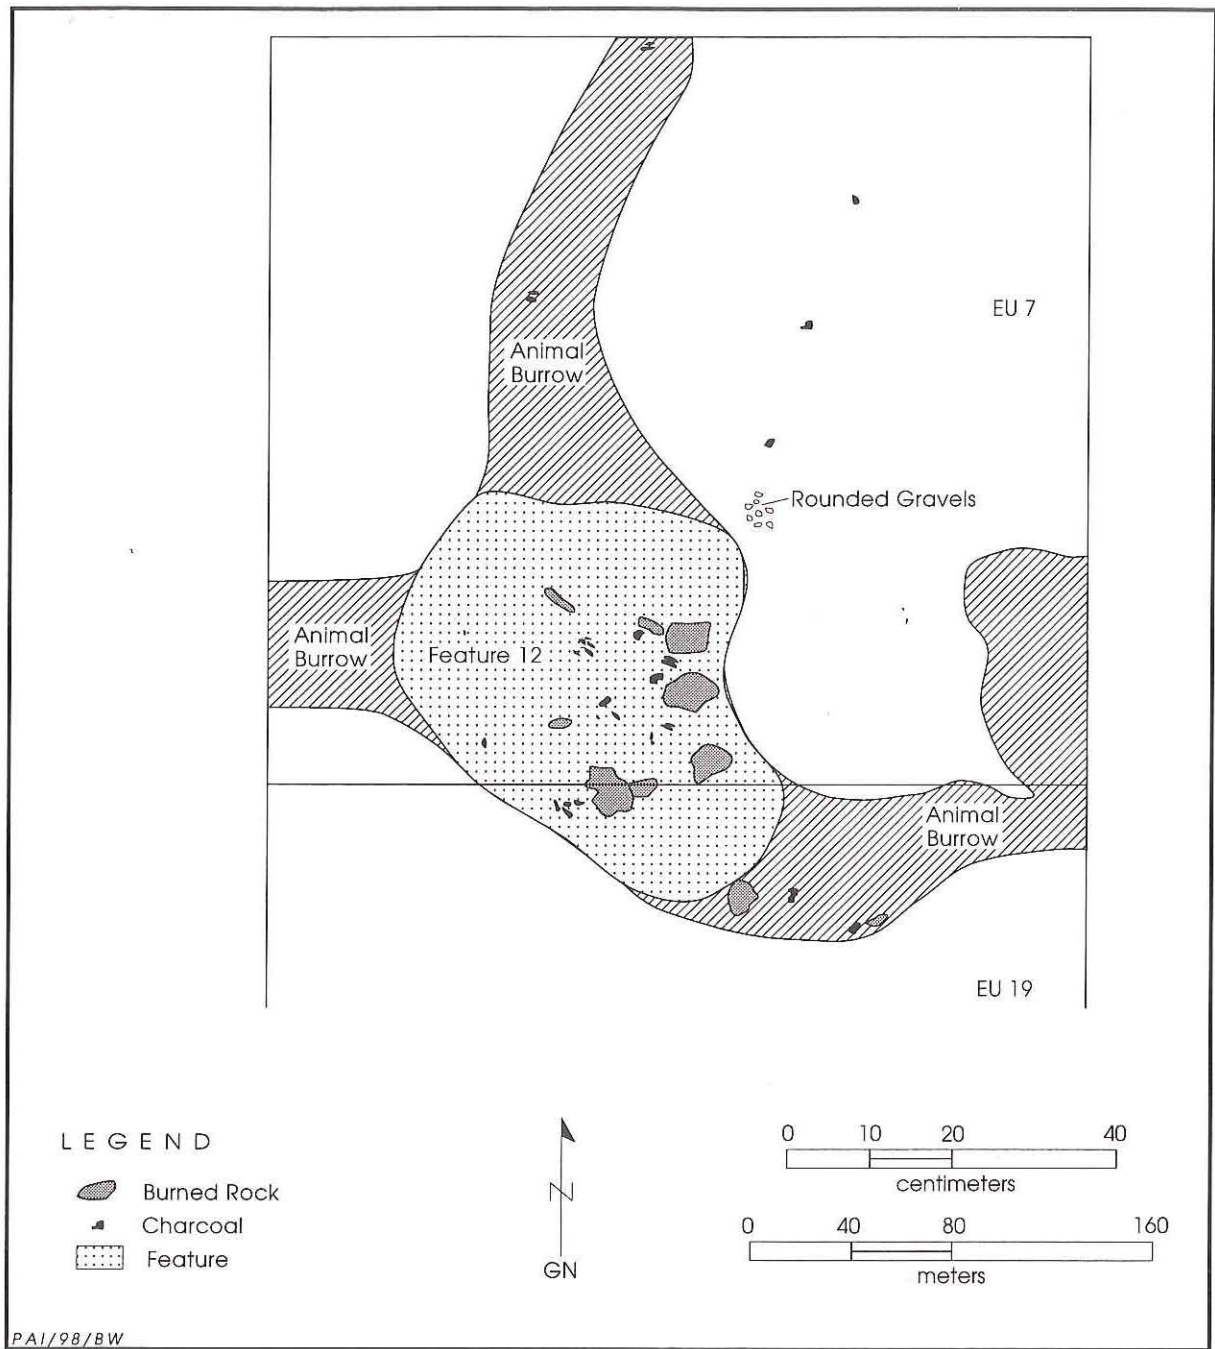 EU 7
Animal
Burrow
Rounded Gravels
Animal
Burrow
Feature 12
Animal
Burrow
EU 19
LEGEND
Burned Rock
Charcoal
Feature
N
GN
0 10 20 40
centimeters
0 40 80 160
meters
PAI/98/BW